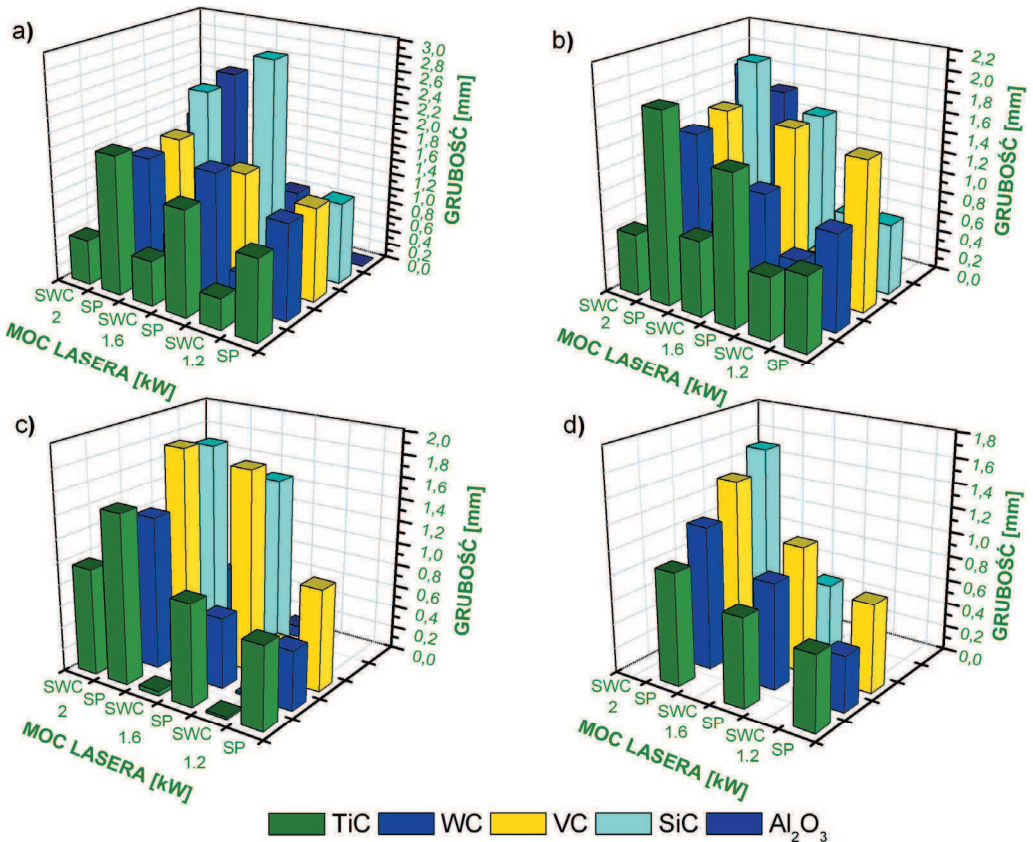 a)
3,0
2,8
2,6
2,4
2,2
2,0
1,8
1,6
1,4
1,2
1,0
0,8
0,6
0,4
0,2
0,0
GRUBOŚĆ [mm]
SWC SP SWC SP SWC SP
2 1.6 1.2
MOC LASERA [kW]
b)
2,2
2,0
1,8
1,6
1,4
1,2
1,0
0,8
0,6
0,4
0,2
0,0
GRUBOŚĆ [mm]
SWC SP SWC SP SWC SP
2 1.6 1.2
MOC LASERA [kW]
c)
2,0
1,8
1,6
1,4
1,2
1,0
0,8
0,6
0,4
0,2
0,0
GRUBOŚĆ [mm]
SWC SP SWC SP SWC SP
2 1.6 1.2
MOC LASERA [kW]
d)
1,8
1,6
1,4
1,2
1,0
0,8
0,6
0,4
0,2
0,0
GRUBOŚĆ [mm]
SWC SP SWC SP SWC SP
2 1.6 1.2
MOC LASERA [kW]
TiC WC VC SiC Al₂O₃